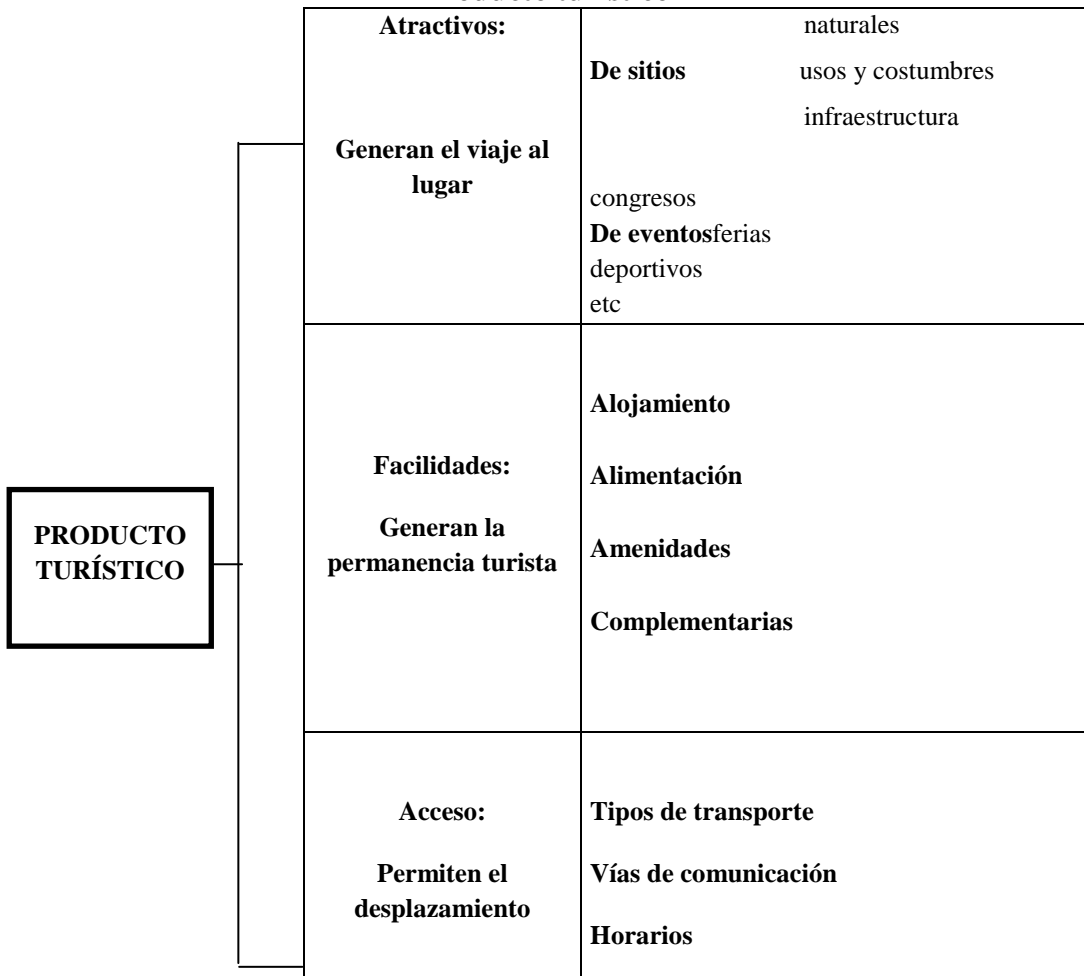 Atractivos:
Generan el viaje al
lugar
naturales
De sitios usos y costumbres
infraestructura
congresos
De eventosferias
deportivos
etc
PRODUCTO
TURÍSTICO
Facilidades:
Generan la
permanencia turista
Alojamiento
Alimentación
Amenidades
Complementarias
Acceso:
Permiten el
desplazamiento
Tipos de transporte
Vías de comunicación
Horarios